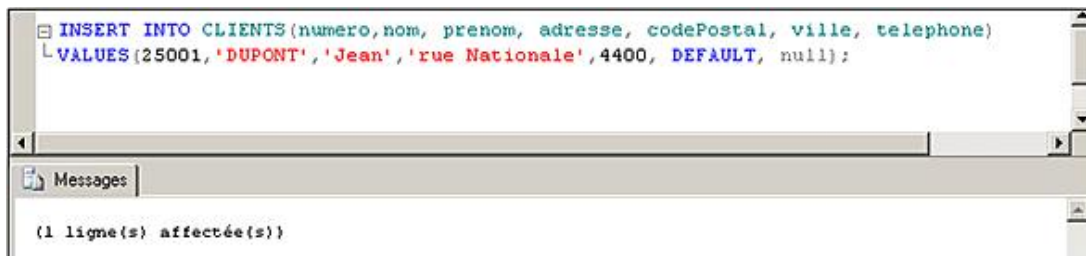 INSERT INTO CLIENTS(numero,nom, prenom, adresse, codePostal, ville, telephone)
VALUES(25001,'DUPONT','Jean','rue Nationale',4400, DEFAULT, null);
Messages
(1 ligne(s) affectée(s))